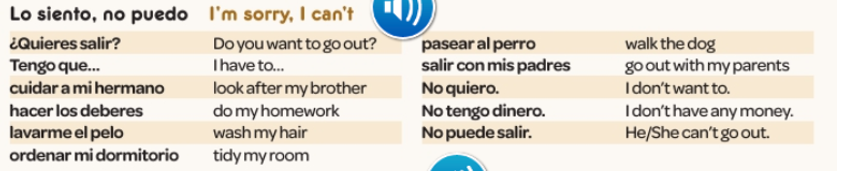 Lo siento, no puedo I'm sorry, I can't
¿Quieres salir? Do you want to go out?
Tengo que... I have to...
cuidar a mi hermano look after my brother
hacer los deberes do my homework
lavarme el pelo wash my hair
ordenar mi dormitorio tidy my room
pasear al perro walk the dog
salir con mis padres go out with my parents
No quiero. I don't want to.
No tengo dinero. I don't have any money.
No puede salir. He/She can't go out.